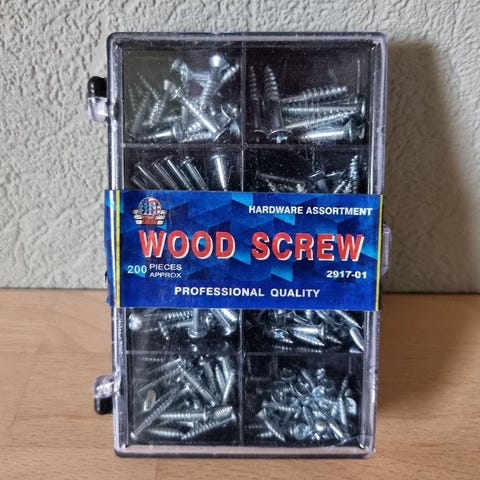 HARDWARE ASSORTMENT
WOOD SCREW
200 PIECES
APPROX
2917-01
PROFESSIONAL QUALITY